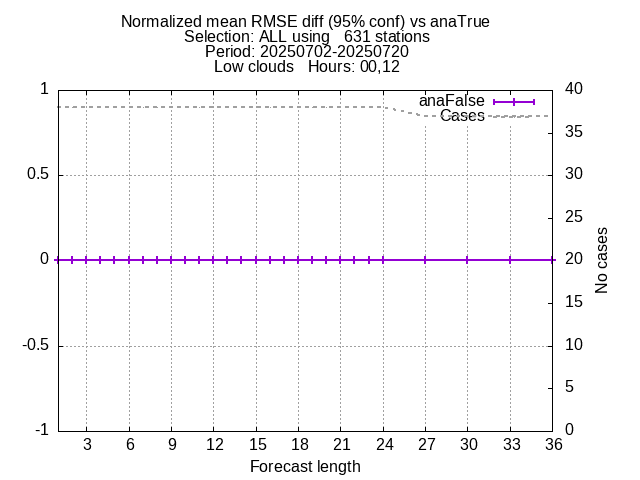 Normalized mean RMSE diff (95% conf) vs anaTrue
Selection: ALL using   631 stations
Period: 20250702-20250720
Low clouds   Hours: 00,12
anaFalse
Cases
1
0.5
0
-0.5
-1
40
35
30
25
20
15
10
5
0
No cases
3 6 9 12 15 18 21 24 27 30 33 36
Forecast length